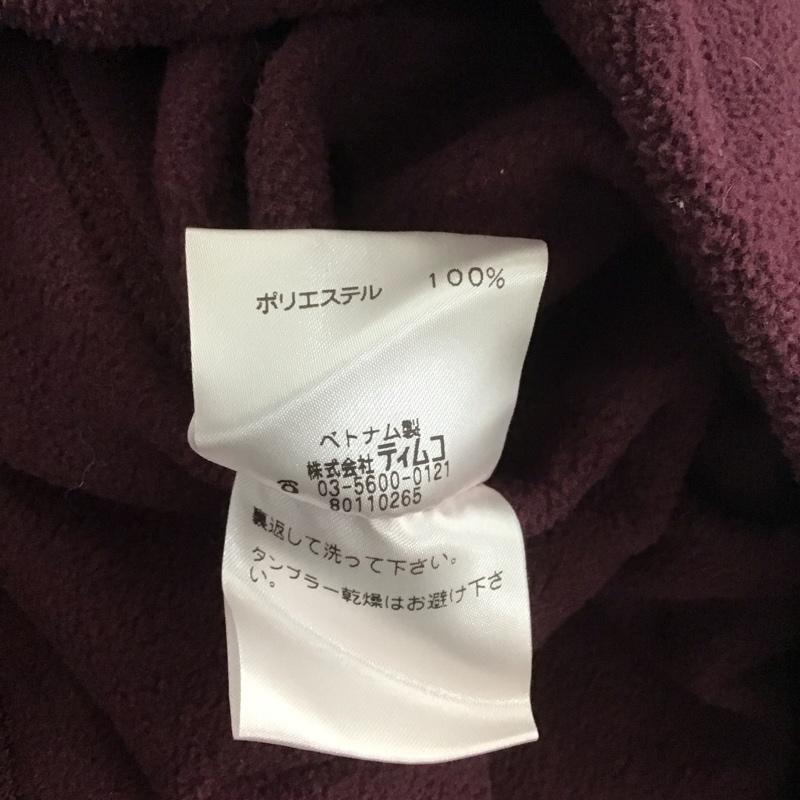 ポリエステル 100%
ベトナム製
株式会社ティムコ
☎ 03-5600-0121
80110265
裏返して洗って下さい。
タンブラー乾燥はお避け下さ
い。